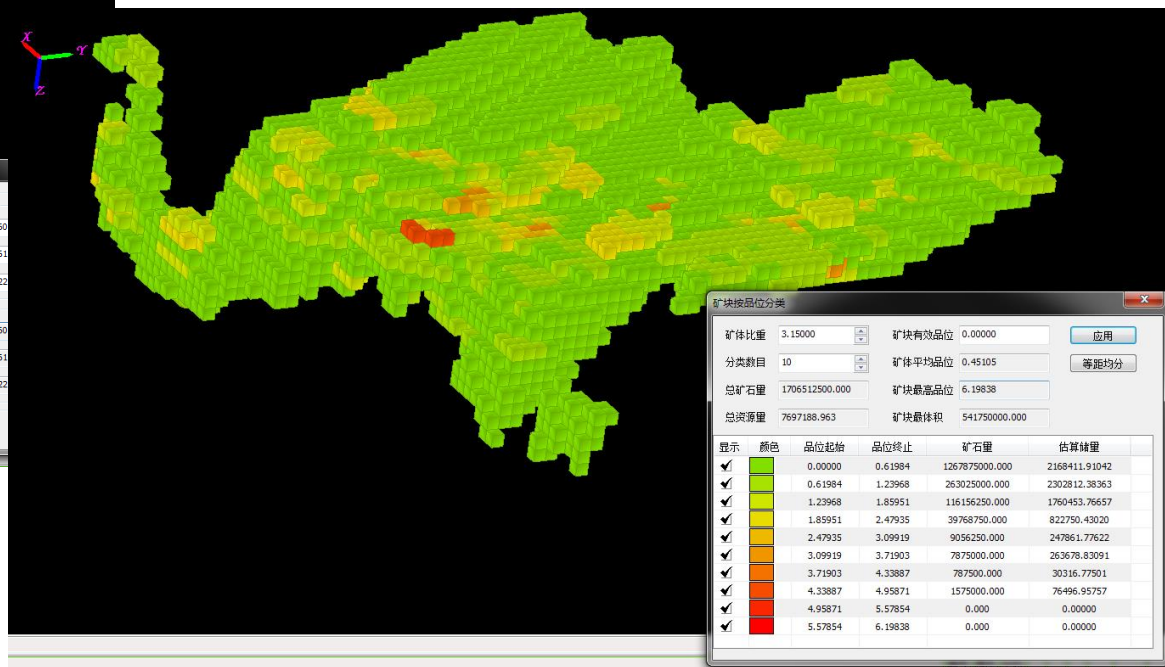 X
Y
Z
60
51
22
60
51
22
矿块按品位分类
矿体比重 3.15000 矿块有效品位 0.00000 应用
分类数目 10 矿体平均品位 0.45105 等距均分
总矿石量 1706512500.000 矿块最高品位 6.19838
总资源量 7697188.963 矿块最体积 541750000.000
显示 颜色 品位起始 品位终止 矿石量 估算储量
0.00000 0.61984 1267875000.000 2168411.91042
0.61984 1.23968 263025000.000 2302812.38363
1.23968 1.85951 116156250.000 1760453.76657
1.85951 2.47935 39768750.000 822750.43020
2.47935 3.09919 9056250.000 247861.77622
3.09919 3.71903 7875000.000 263678.83091
3.71903 4.33887 787500.000 30316.77501
4.33887 4.95871 1575000.000 76496.95757
4.95871 5.57854 0.000 0.00000
5.57854 6.19838 0.000 0.00000